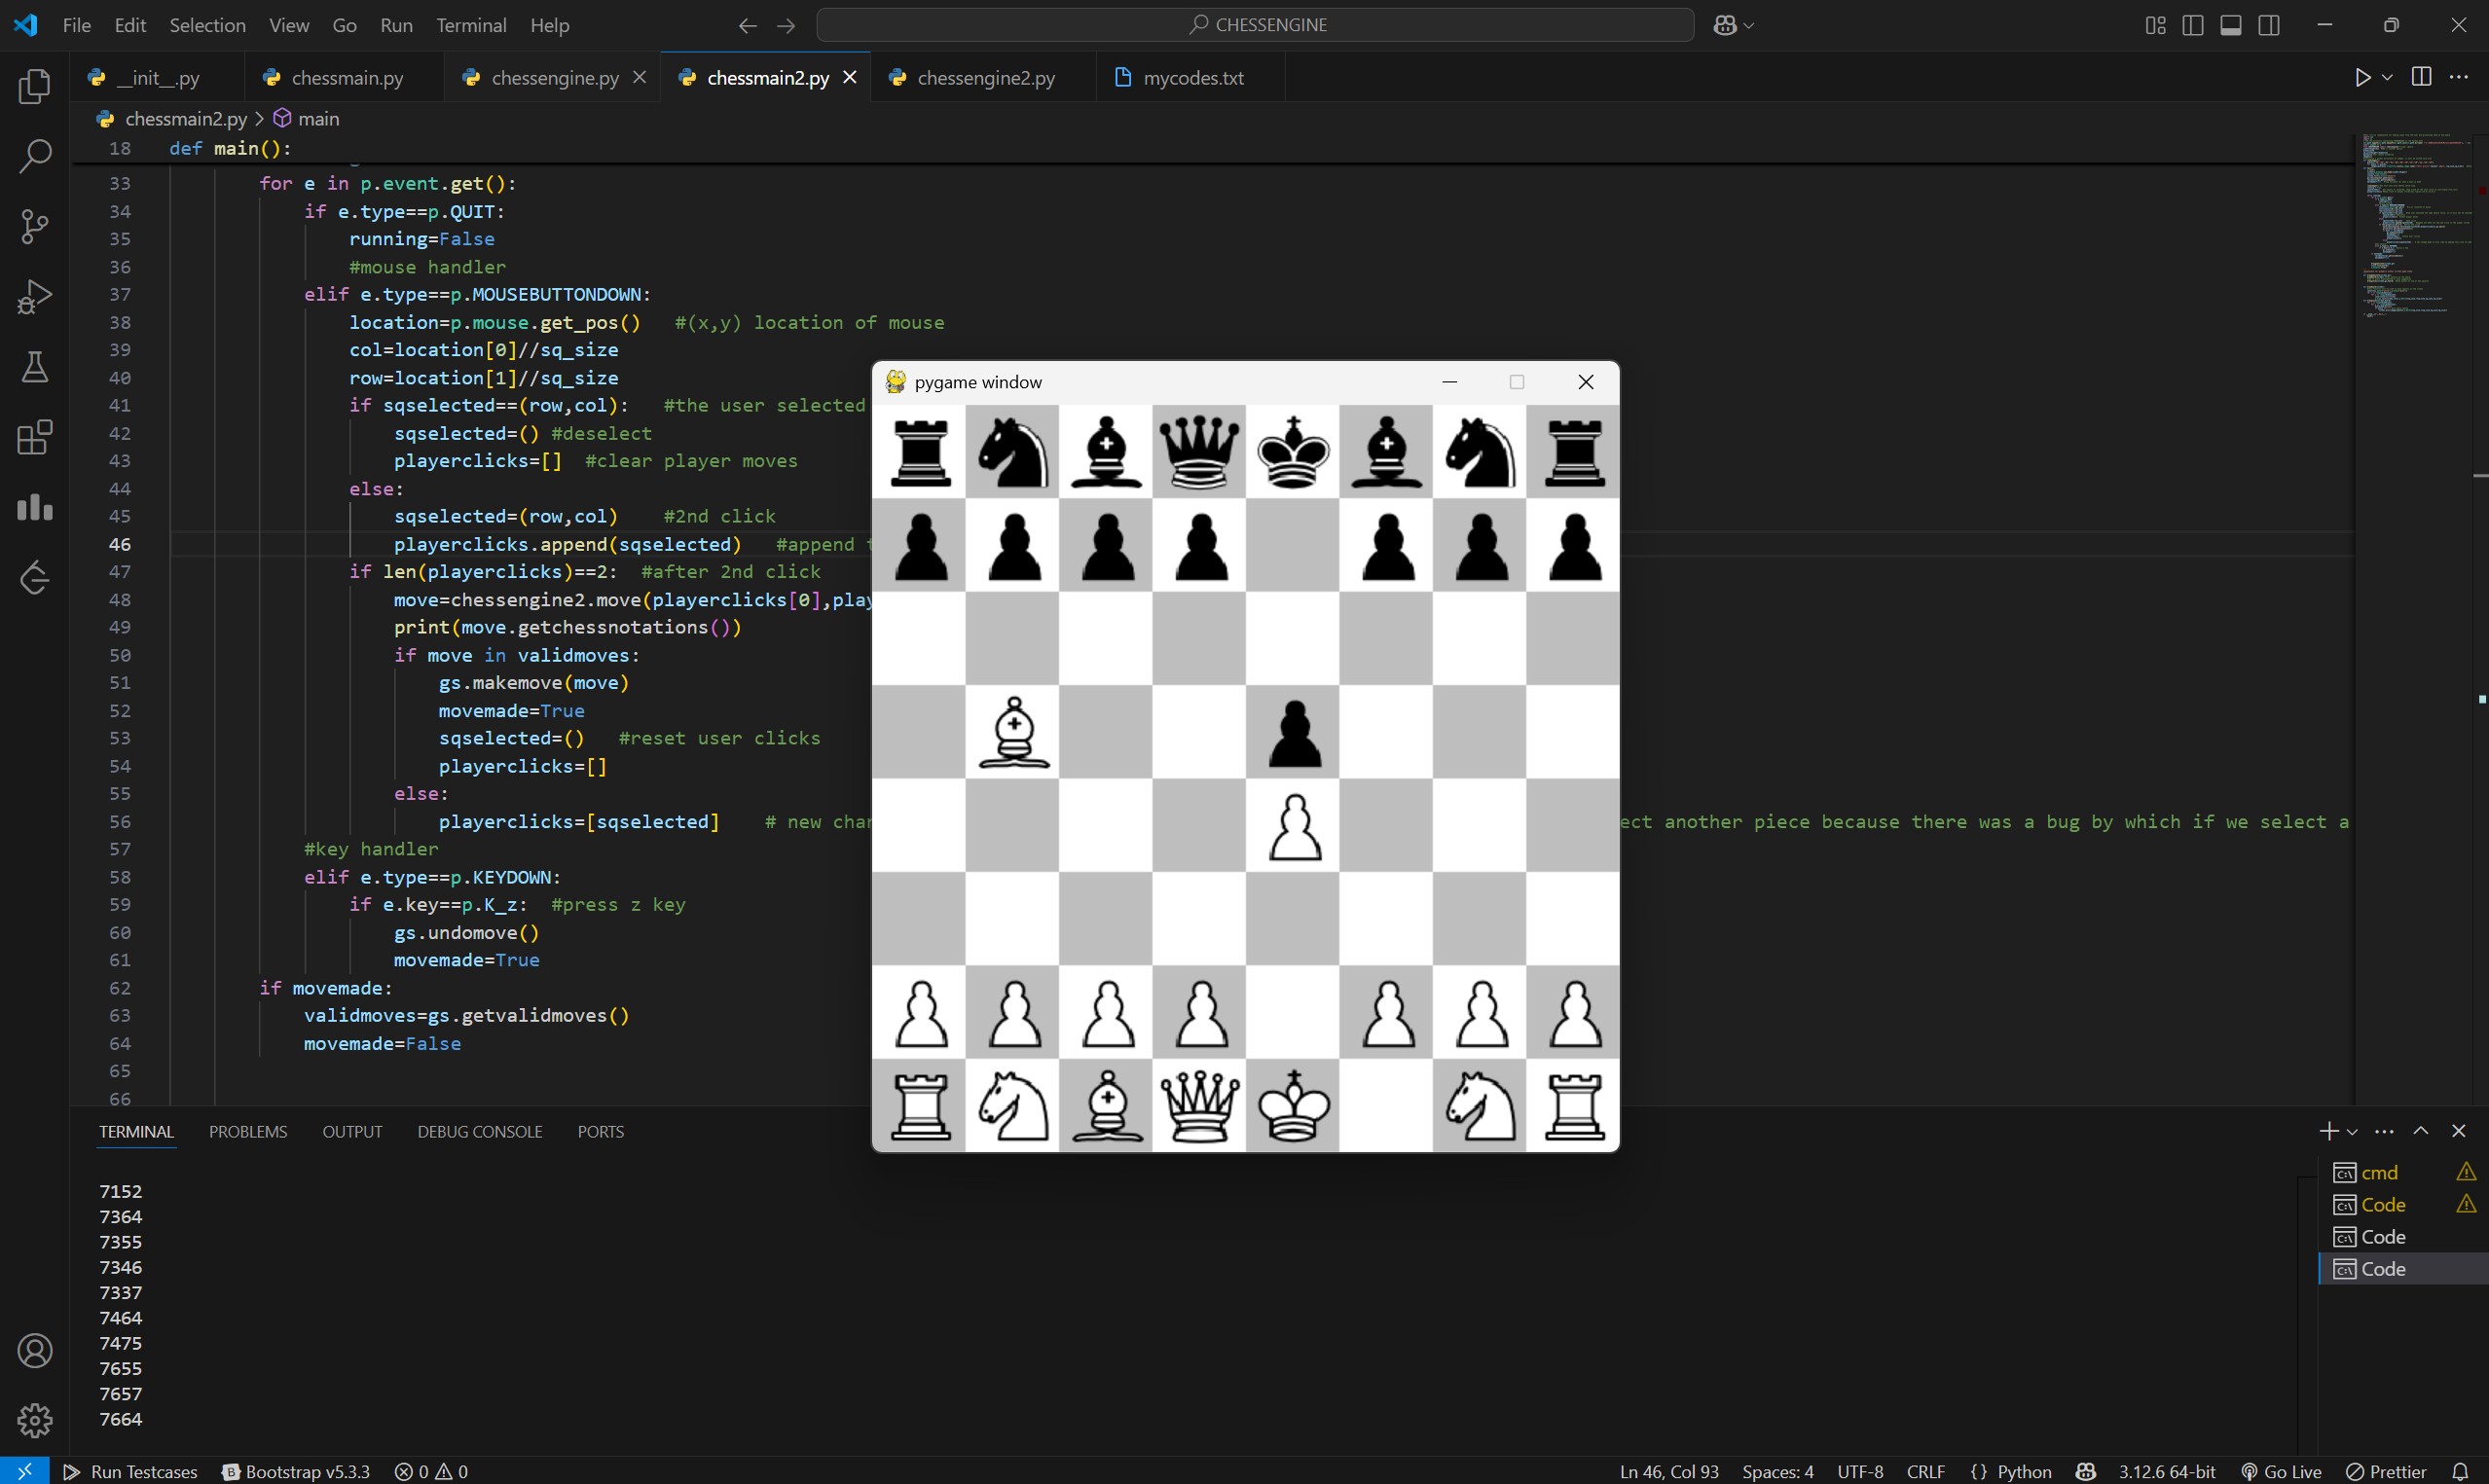 File Edit Selection View Go Run Terminal Help
CHESSENGINE
__init__.py chessmain.py chessengine.py chessmain2.py chessengine2.py mycodes.txt
chessmain2.py > main
18 def main():
33 for e in p.event.get():
34 if e.type==p.QUIT:
35 running=False
36 #mouse handler
37 elif e.type==p.MOUSEBUTTONDOWN:
38 location=p.mouse.get_pos() #(x,y) location of mouse
39 col=location[0]//sq_size
40 row=location[1]//sq_size
41 if sqselected==(row,col): #the user selected
42 sqselected=() #deselect
43 playerclicks=[] #clear player moves
44 else:
45 sqselected=(row,col) #2nd click
46 playerclicks.append(sqselected) #append
47 if len(playerclicks)==2: #after 2nd click
48 move=chessengine2.move(playerclicks[0],play
49 print(move.getchessnotations())
50 if move in validmoves:
51 gs.makemove(move)
52 movemade=True
53 sqselected=() #reset user clicks
54 playerclicks=[]
55 else:
56 playerclicks=[sqselected] # new chan ect another piece because there was a bug by which if we select a
57 #key handler
58 elif e.type==p.KEYDOWN:
59 if e.key==p.K_z: #press z key
60 gs.undomove()
61 movemade=True
62 if movemade:
63 validmoves=gs.getvalidmoves()
64 movemade=False
65
66
pygame window
TERMINAL PROBLEMS OUTPUT DEBUG CONSOLE PORTS
7152
7364
7355
7346
7337
7464
7475
7655
7657
7664
cmd
Code
Code
Code
Run Testcases Bootstrap v5.3.3 0 0 Ln 46, Col 93 Spaces: 4 UTF-8 CRLF {} Python 3.12.6 64-bit Go Live Prettier